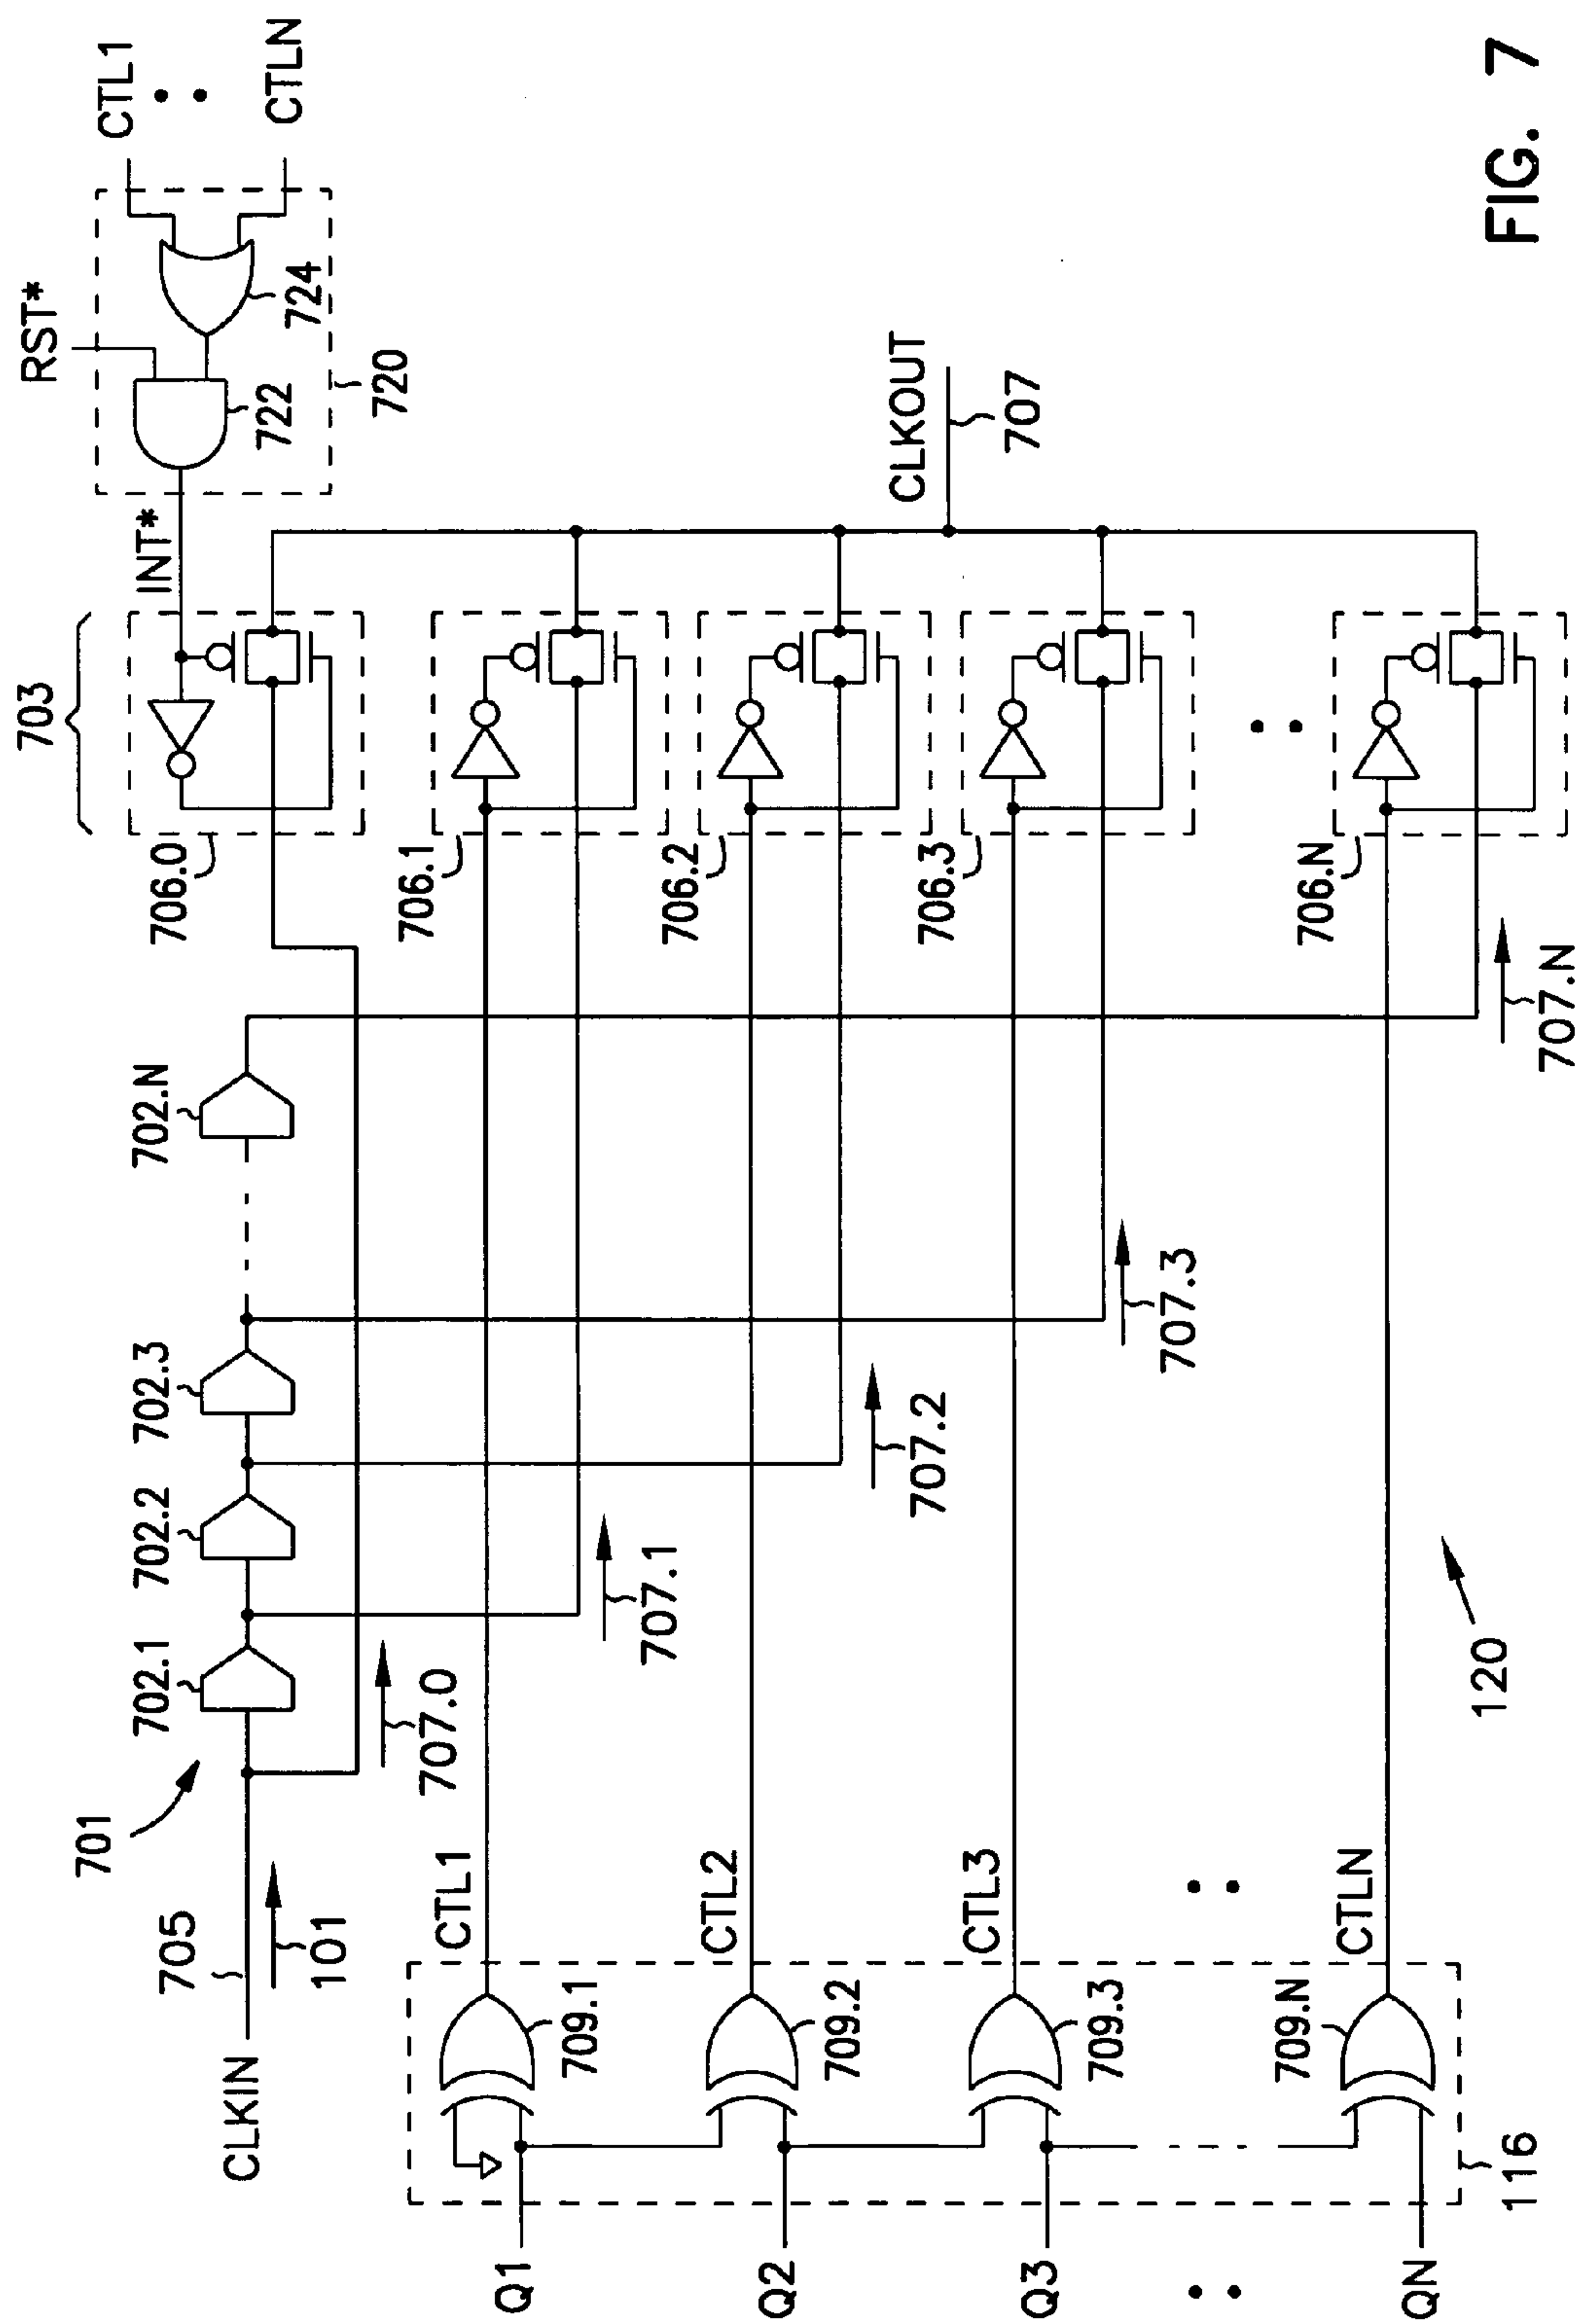 703
RST*
CTL1
CTLN
INT*
724
722
720
706.0
706.1
706.2
706.3
706.N
CLKOUT
707
701
705
CLKIN
101
702.1
702.2
702.3
702.N
707.0
707.1
707.2
707.3
707.N
CTL1
CTL2
CTL3
CTLN
709.1
709.2
709.3
709.N
Q1
Q2
Q3
QN
116
120
FIG. 7